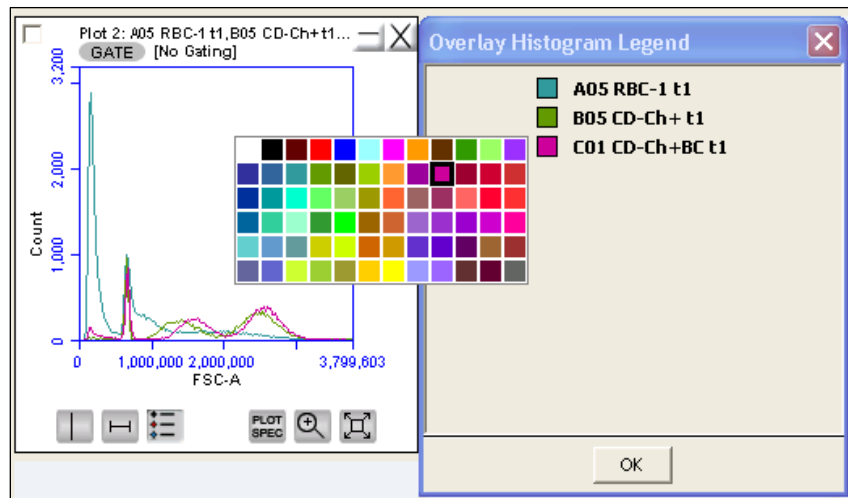 Plot 2: A05 RBC-1 t1,B05 CD-Ch+t1...
GATE [No Gating]
3,200
2,000
1,000
0
Count
0 1,000,000 2,000,000 3,799,603
FSC-A
PLOT
SPEC
Overlay Histogram Legend
A05 RBC-1 t1
B05 CD-Ch+ t1
C01 CD-Ch+BC t1
OK